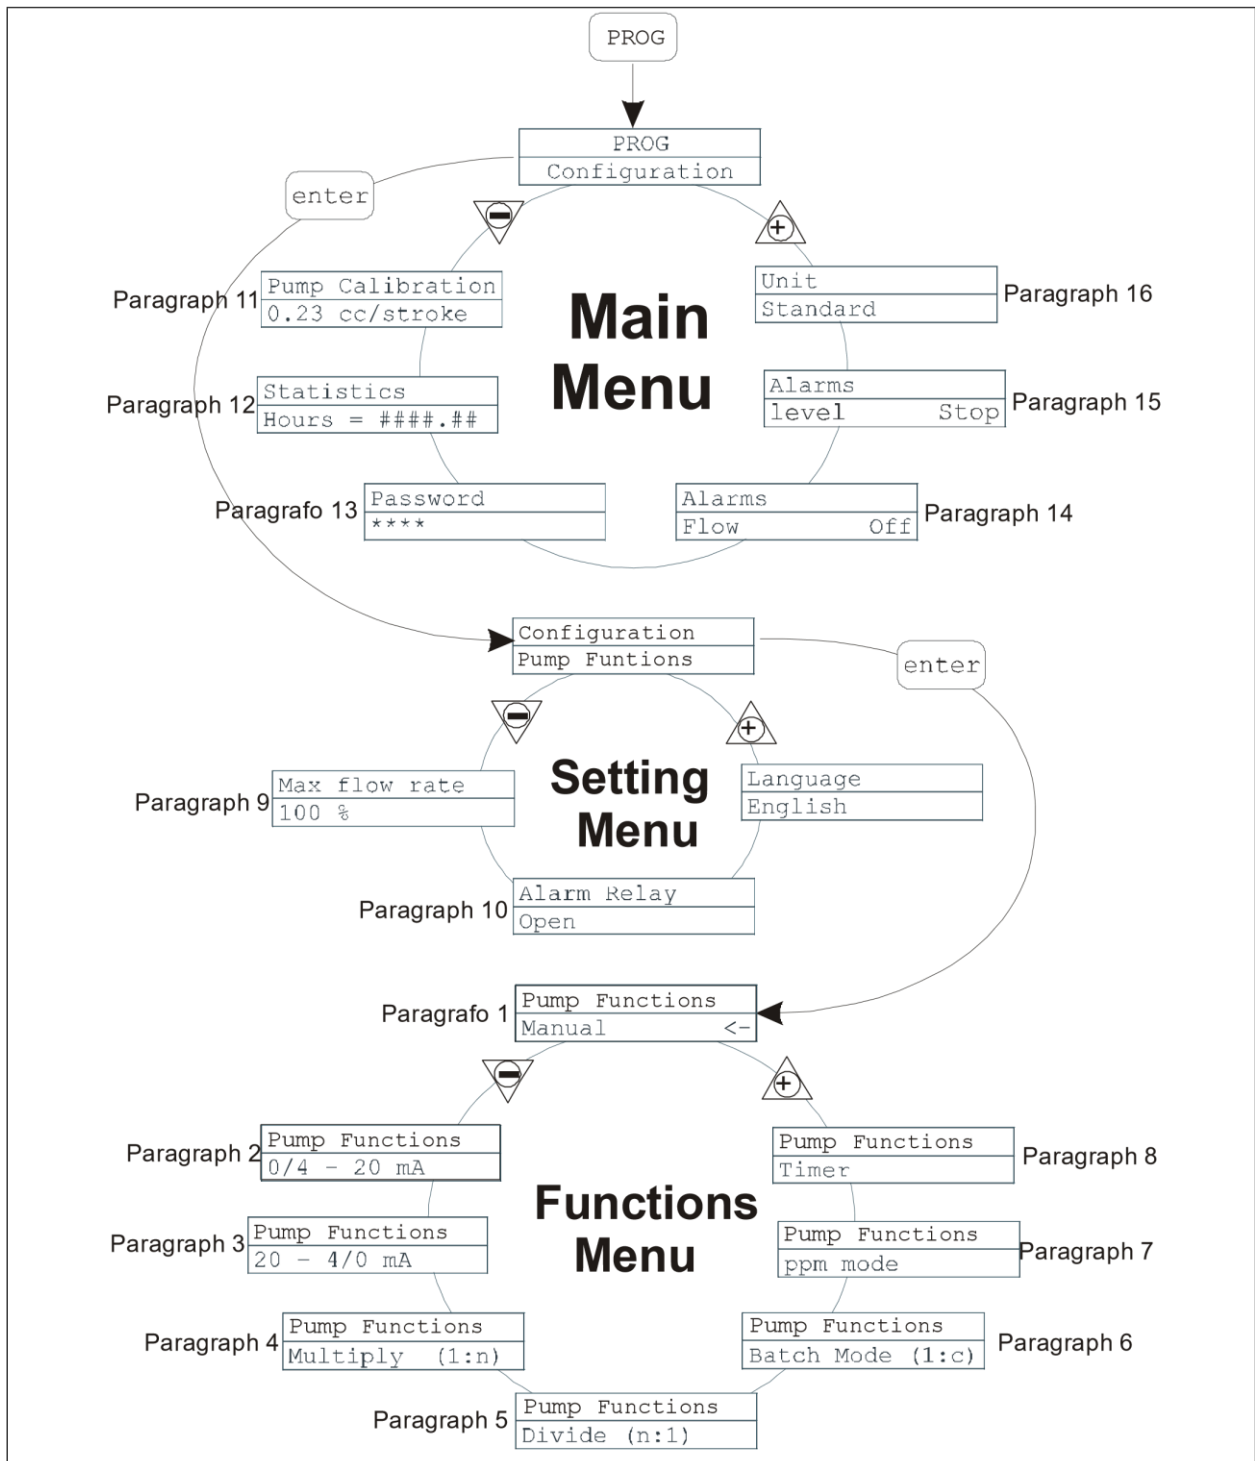 PROG
PROG
Configuration
enter
Pump Calibration
0.23 cc/stroke
Paragraph 11
Unit
Standard
Paragraph 16
Main
Menu
Statistics
Hours = ####.##
Paragraph 12
Alarms
level Stop
Paragraph 15
Password
****
Paragrafo 13
Alarms
Flow Off
Paragraph 14
Configuration
Pump Funtions
enter
Max flow rate
100 %
Paragraph 9
Setting
Menu
Language
English
Alarm Relay
Open
Paragraph 10
Pump Functions
Manual <-
Paragrafo 1
Pump Functions
0/4 - 20 mA
Paragraph 2
Pump Functions
Timer
Paragraph 8
Functions
Menu
Pump Functions
20 - 4/0 mA
Paragraph 3
Pump Functions
ppm mode
Paragraph 7
Pump Functions
Multiply (1:n)
Paragraph 4
Pump Functions
Batch Mode (1:c)
Paragraph 6
Pump Functions
Divide (n:1)
Paragraph 5